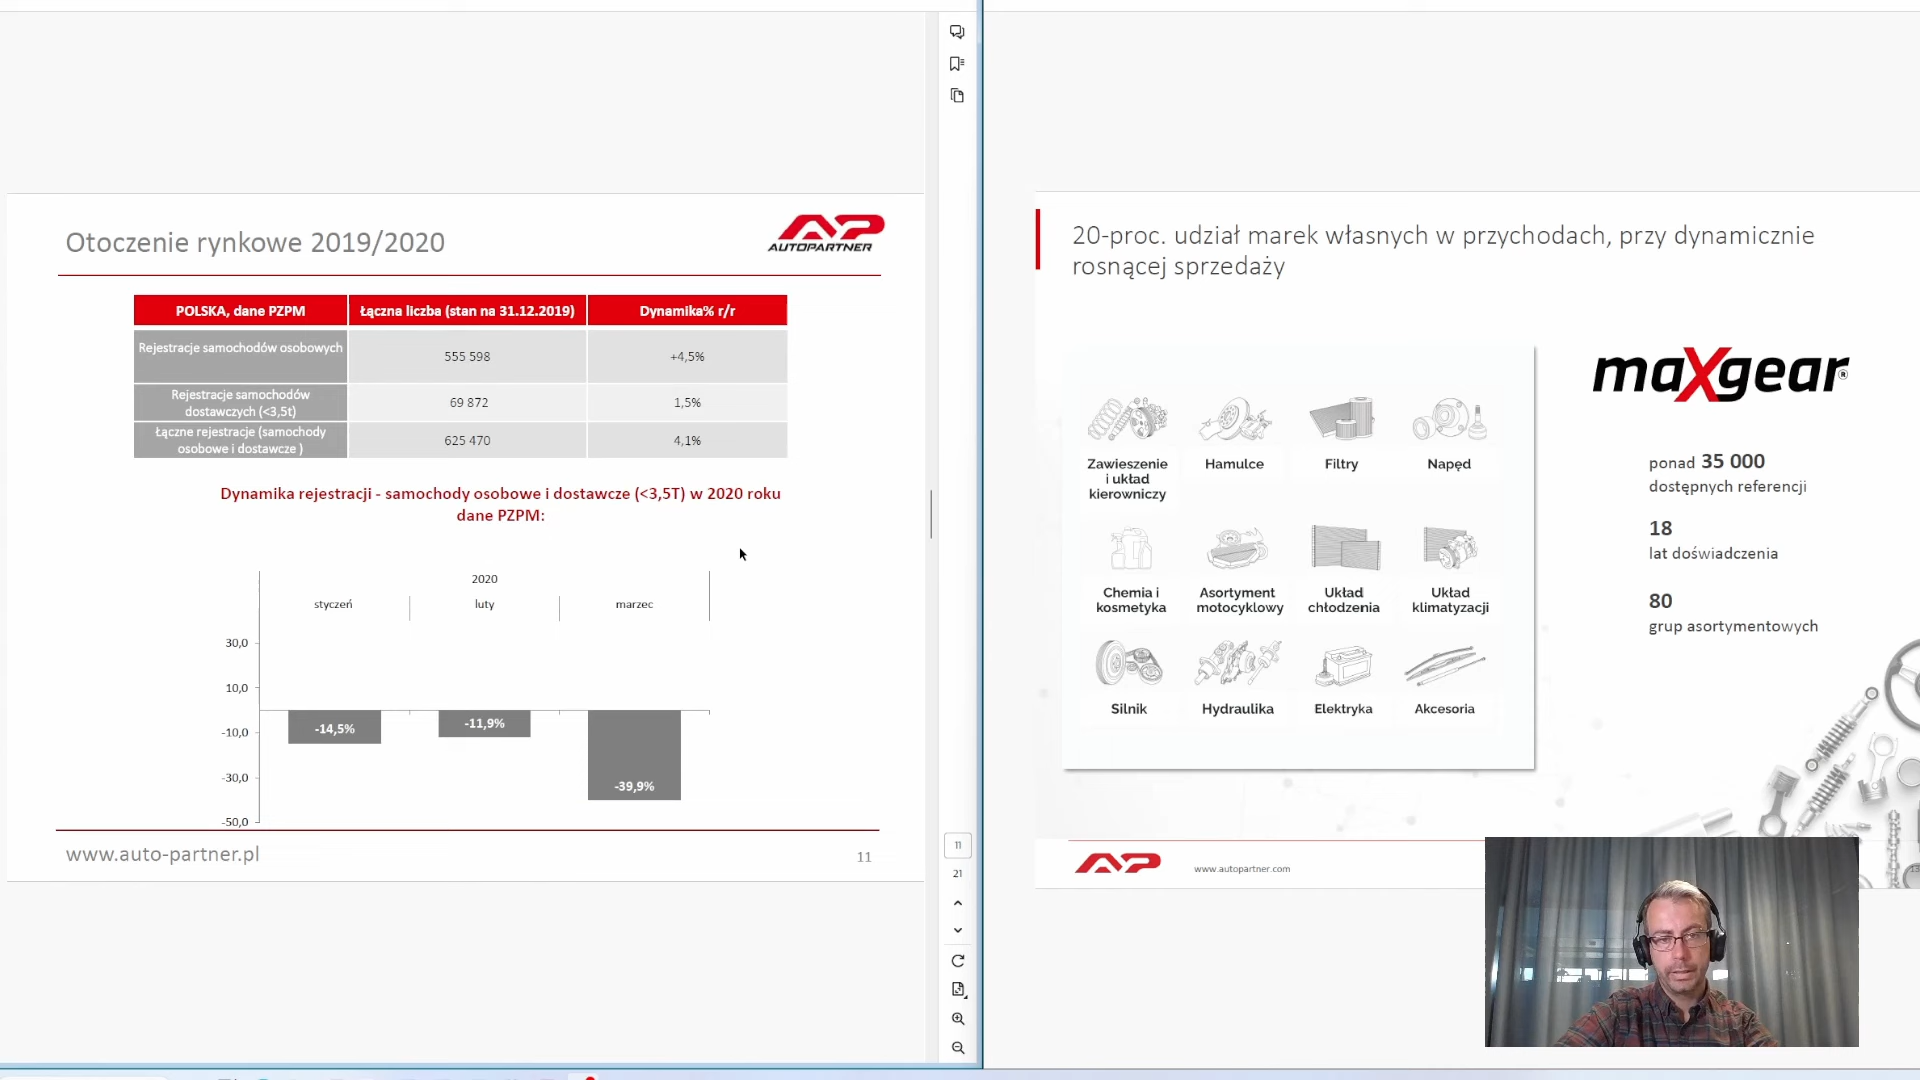 Otoczenie rynkowe 2019/2020
AP
AUTOPARTNER
POLSKA, dane PZPM
Łączna liczba (stan na 31.12.2019)
Dynamika% r/r
Rejestracje samochodów osobowych
555 598
+4,5%
Rejestracje samochodów
dostawczych (<3,5t)
69 872
1,5%
Łączne rejestracje (samochody
osobowe i dostawcze )
625 470
4,1%
Dynamika rejestracji - samochody osobowe i dostawcze (<3,5T) w 2020 roku
dane PZPM:
2020
styczeń
luty
marzec
30,0
10,0
-10,0
-30,0
-50,0
-14,5%
-11,9%
-39,9%
www.auto-partner.pl
11
11
21
20-proc. udział marek własnych w przychodach, przy dynamicznie
rosnącej sprzedaży
Zawieszenie
i układ
kierowniczy
Hamulce
Filtry
Napęd
Chemia i
kosmetyka
Asortyment
motocyklowy
Układ
chłodzenia
Układ
klimatyzacji
Silnik
Hydraulika
Elektryka
Akcesoria
maXgear®
ponad 35 000
dostępnych referencji
18
lat doświadczenia
80
grup asortymentowych
AP
www.autopartner.com
13